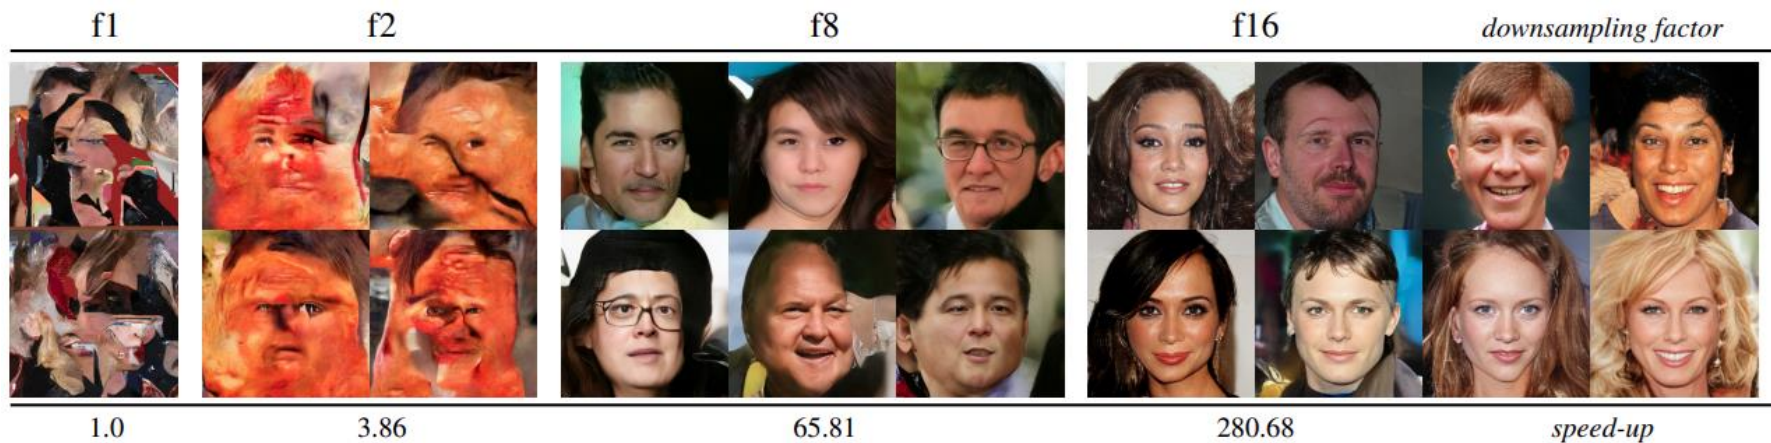 f1 f2 f8 f16 downsampling factor
1.0 3.86 65.81 280.68 speed-up